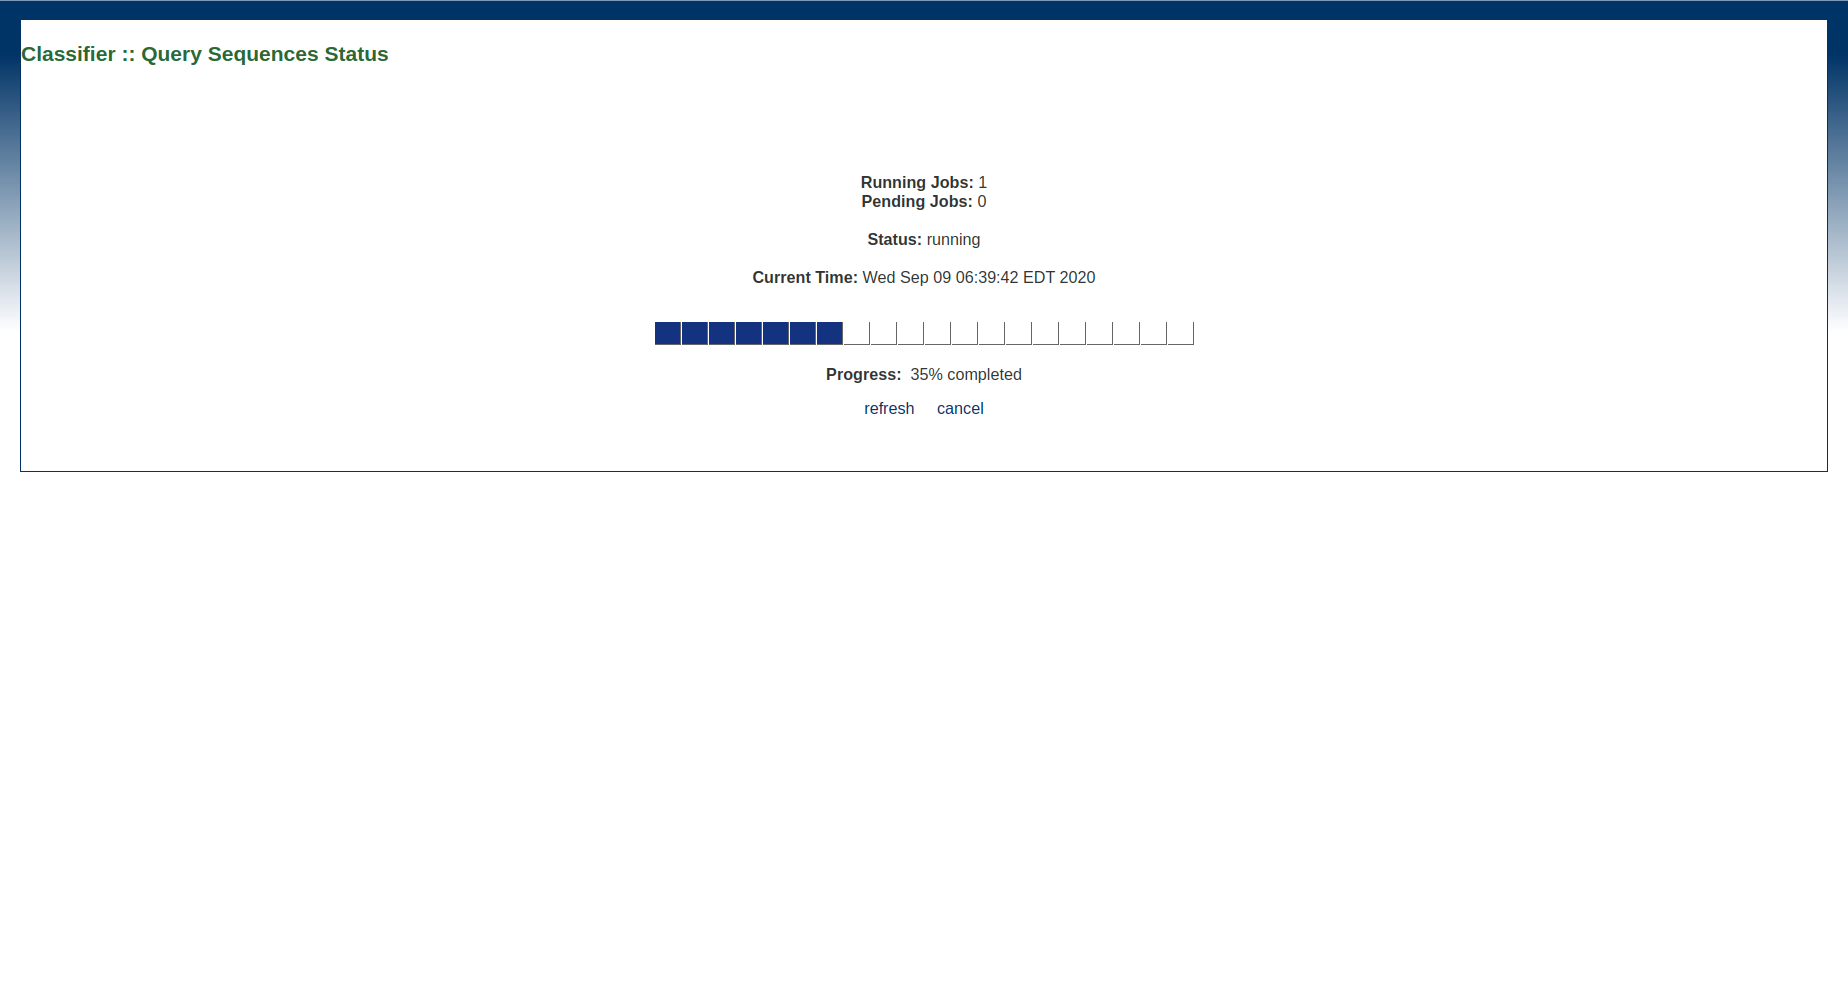 Classifier :: Query Sequences Status
Running Jobs: 1
Pending Jobs: 0
Status: running
Current Time: Wed Sep 09 06:39:42 EDT 2020
Progress: 35% completed
refresh cancel